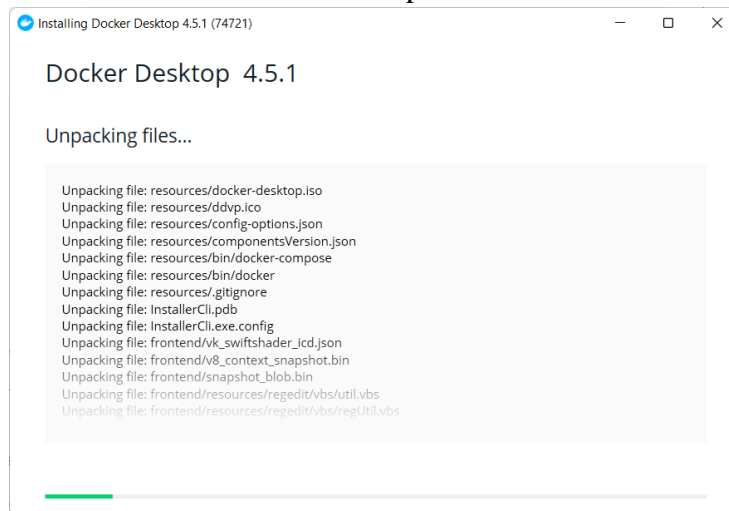 Installing Docker Desktop 4.5.1 (74721)
Docker Desktop 4.5.1
Unpacking files...
Unpacking file: resources/docker-desktop.iso
Unpacking file: resources/ddvp.ico
Unpacking file: resources/config-options.json
Unpacking file: resources/componentsVersion.json
Unpacking file: resources/bin/docker-compose
Unpacking file: resources/bin/docker
Unpacking file: resources/.gitignore
Unpacking file: InstallerCli.pdb
Unpacking file: InstallerCli.exe.config
Unpacking file: frontend/vk_swiftshader_icd.json
Unpacking file: frontend/v8_context_snapshot.bin
Unpacking file: frontend/snapshot_blob.bin
Unpacking file: frontend/resources/regedit/vbs/util.vbs
Unpacking file: frontend/resources/regedit/vbs/regUtil.vbs